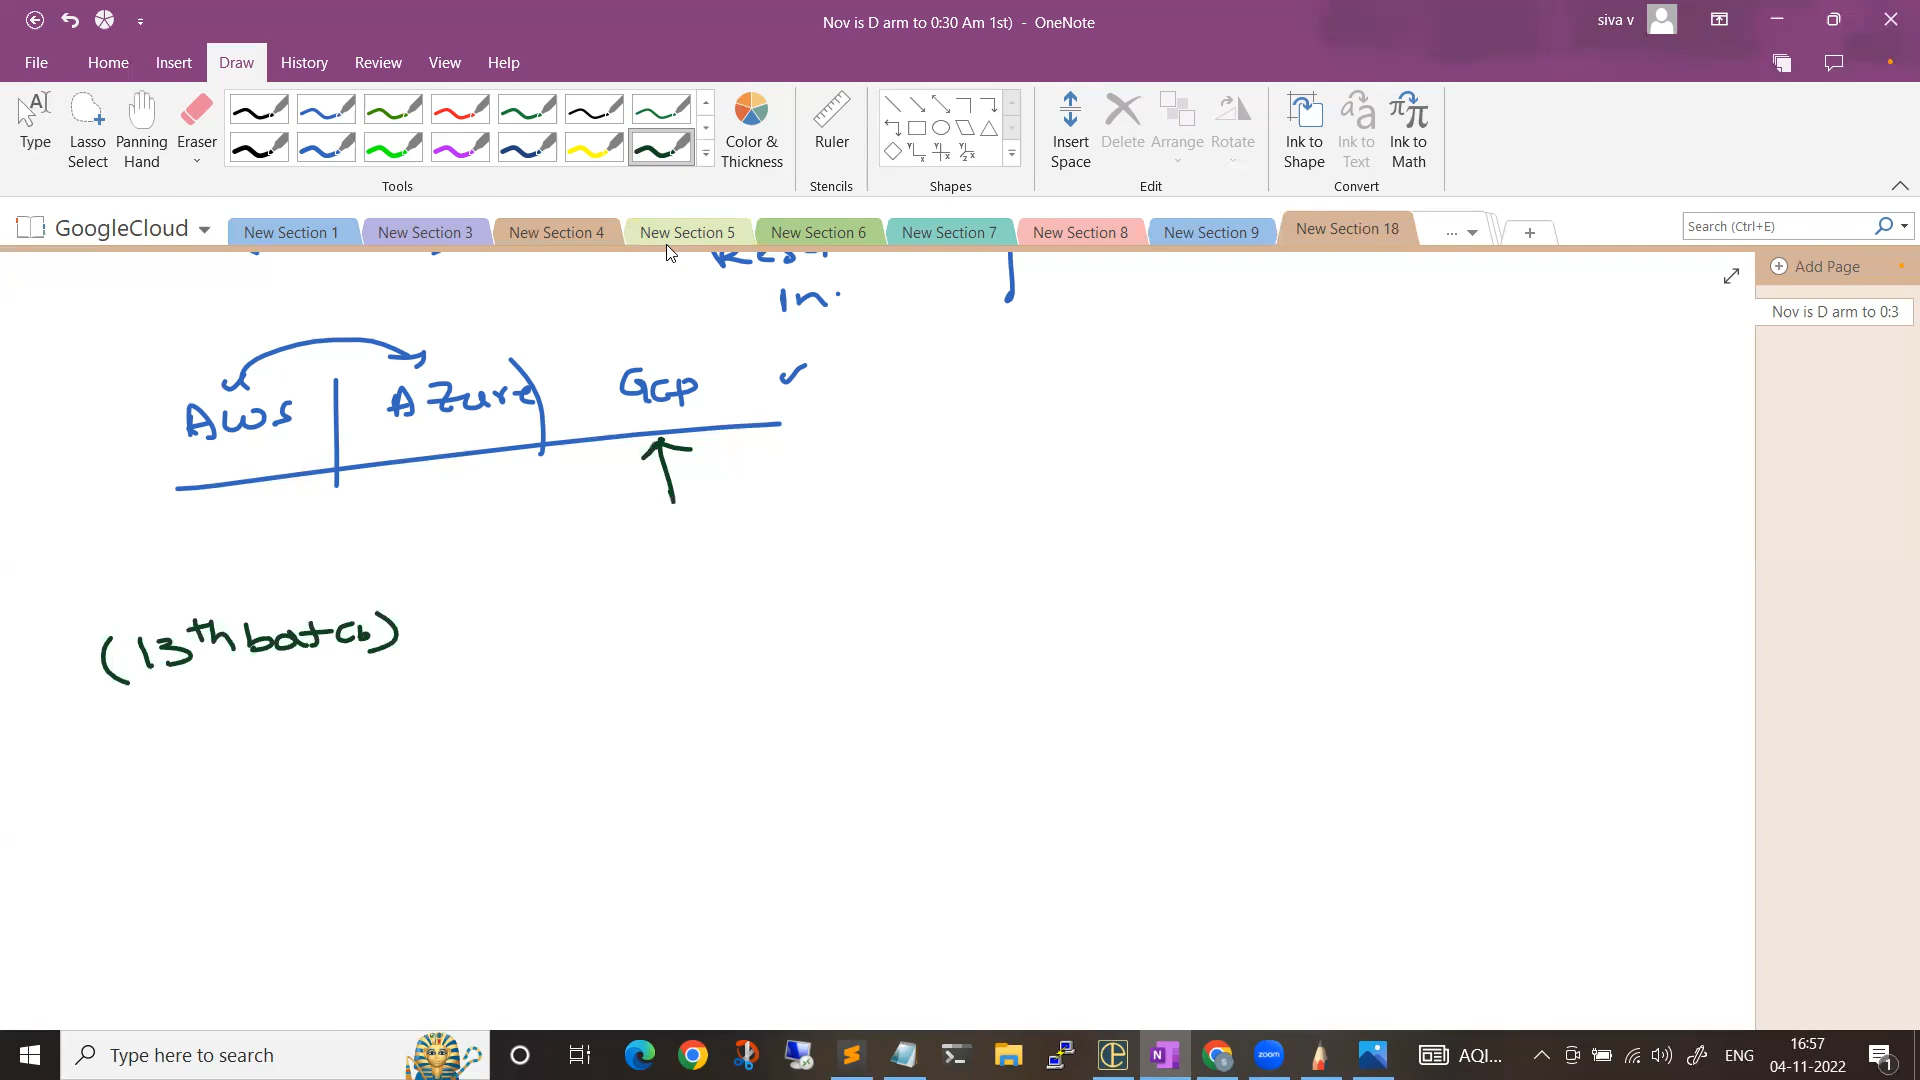 Nov is D arm to 0:30 Am 1st) - OneNote
siva v
File Home Insert Draw History Review View Help
Type
Lasso Select
Panning Hand
Eraser
Color & Thickness
Ruler
Insert Space
Delete
Arrange
Rotate
Ink to Shape
Ink to Text
Ink to Math
Tools
Stencils
Shapes
Edit
Convert
GoogleCloud
New Section 1
New Section 3
New Section 4
New Section 5
New Section 6
New Section 7
New Section 8
New Section 9
New Section 18
...
Search (Ctrl+E)
Add Page
Nov is D arm to 0:3
In.
AWS
AZure
GCP
(13th batch)
Type here to search
zoom
AQI...
ENG
16:57
04-11-2022
1